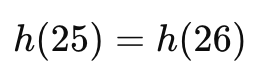 h(25) = h(26)